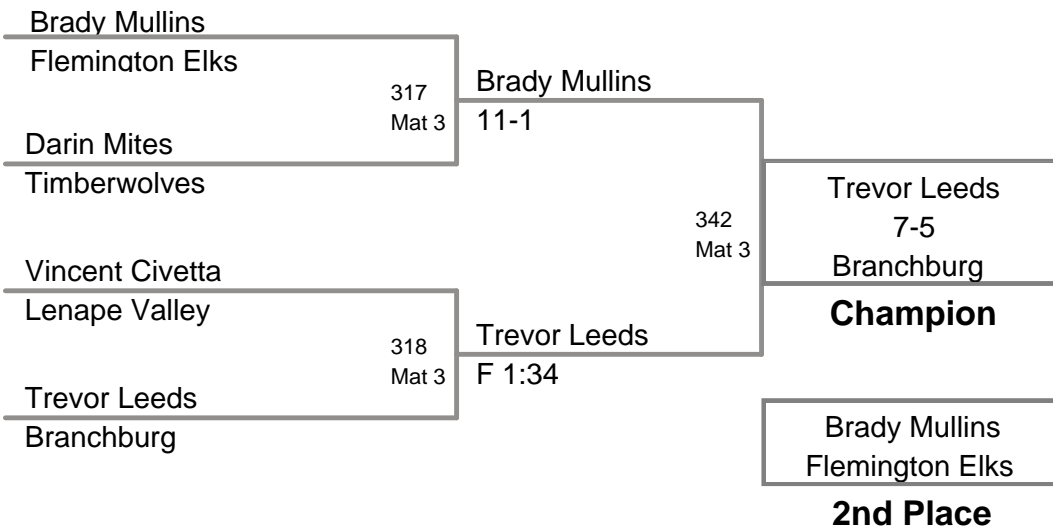 Brady Mullins
Flemington Elks
317
Mat 3
Brady Mullins
11-1
Darin Mites
Timberwolves
Trevor Leeds
7-5
Branchburg
Champion
342
Mat 3
Vincent Civetta
Lenape Valley
318
Mat 3
Trevor Leeds
F 1:34
Trevor Leeds
Branchburg
Brady Mullins
Flemington Elks
2nd Place